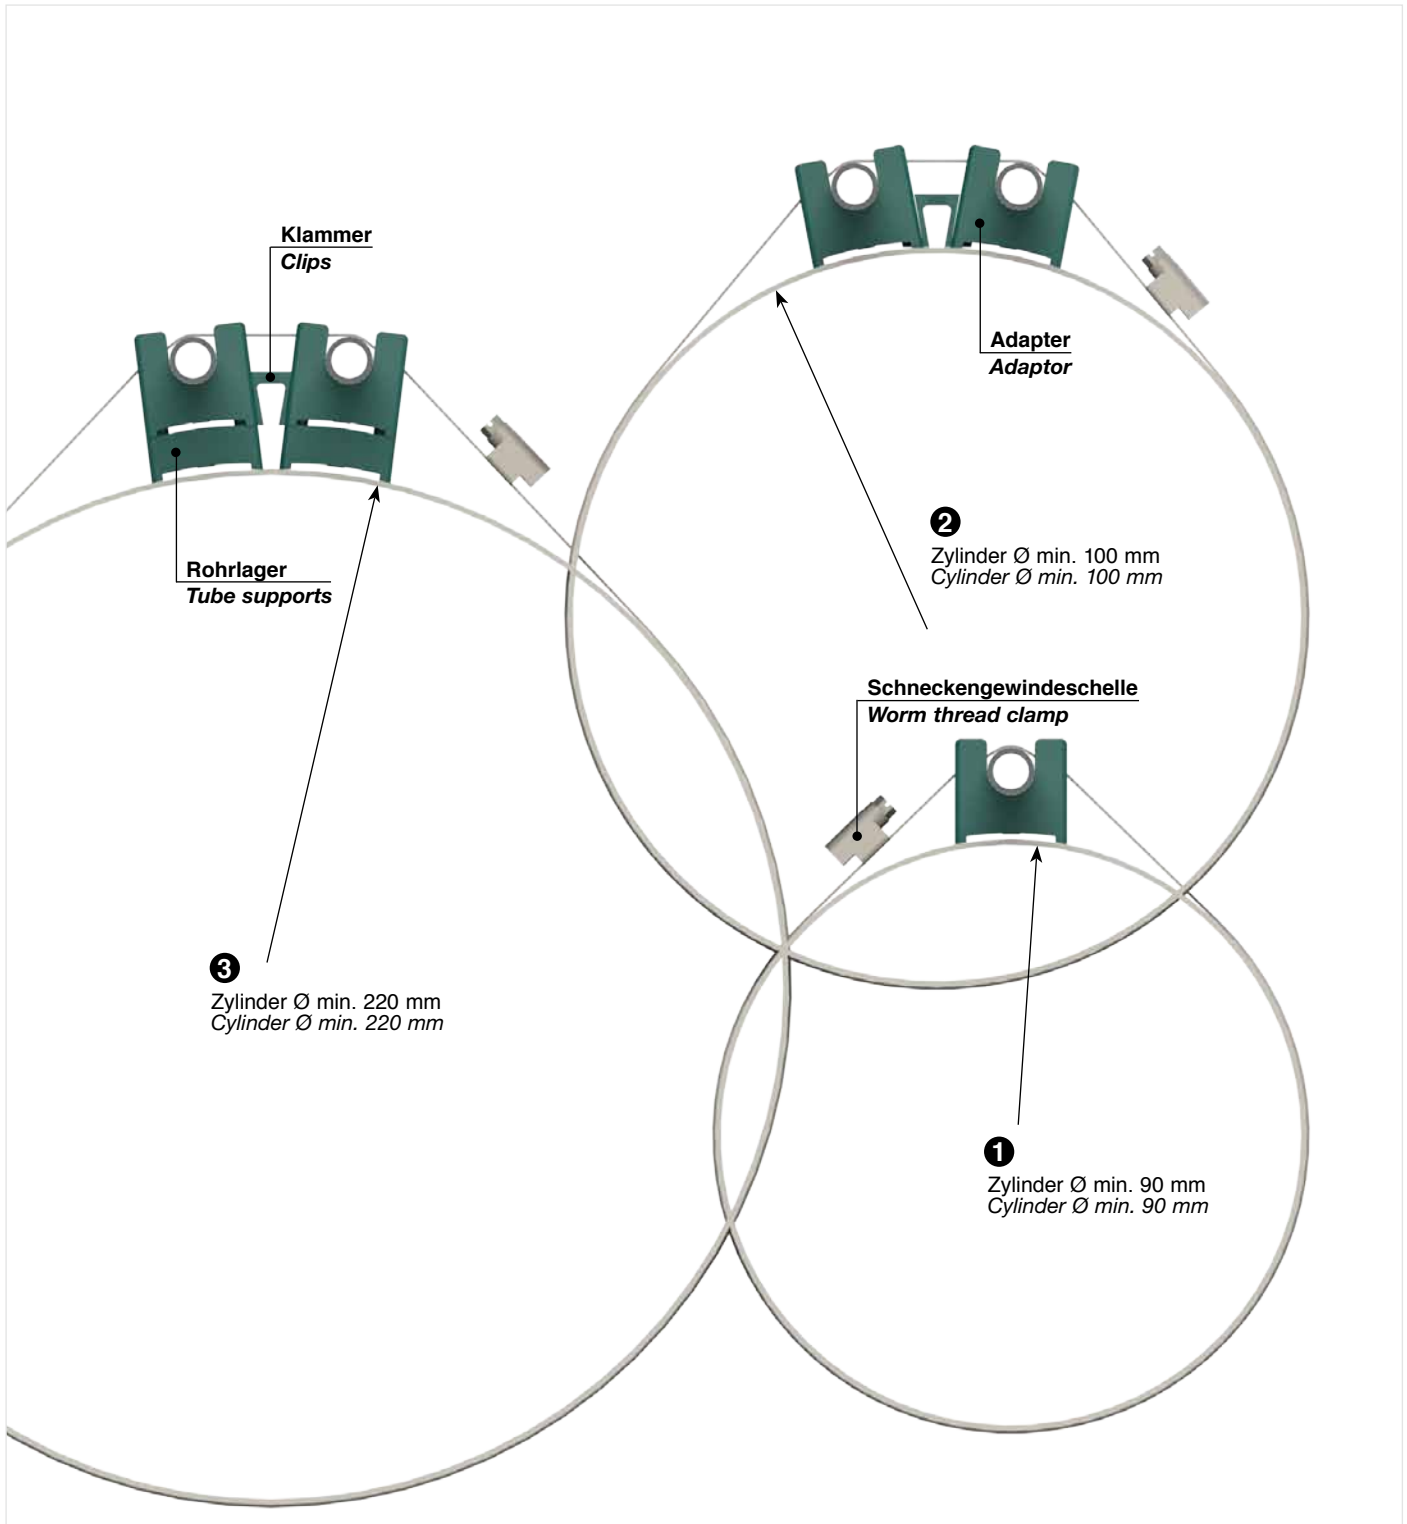 Klammer
Clips
Adapter
Adaptor
2
Zylinder Ø min. 100 mm
Cylinder Ø min. 100 mm
Rohrlager
Tube supports
Schneckengewindeschelle
Worm thread clamp
3
Zylinder Ø min. 220 mm
Cylinder Ø min. 220 mm
1
Zylinder Ø min. 90 mm
Cylinder Ø min. 90 mm